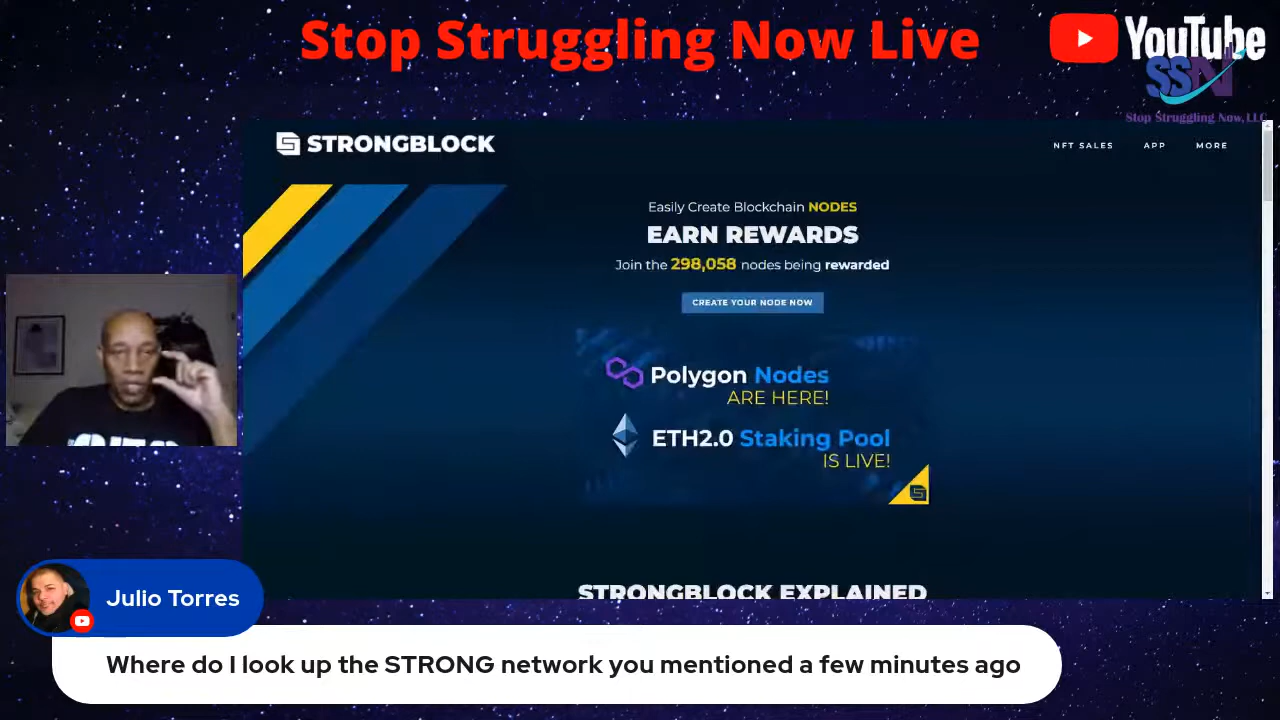 Stop Struggling Now Live
YouTube
SSN
Stop Struggling Now, LLC
STRONGBLOCK
NFT SALES APP MORE
Easily Create Blockchain NODES
EARN REWARDS
Join the 298,058 nodes being rewarded
CREATE YOUR NODE NOW
Polygon Nodes
ARE HERE!
ETH2.0 Staking Pool
IS LIVE!
STRONGBLOCK EXPLAINED
Julio Torres
Where do I look up the STRONG network you mentioned a few minutes ago